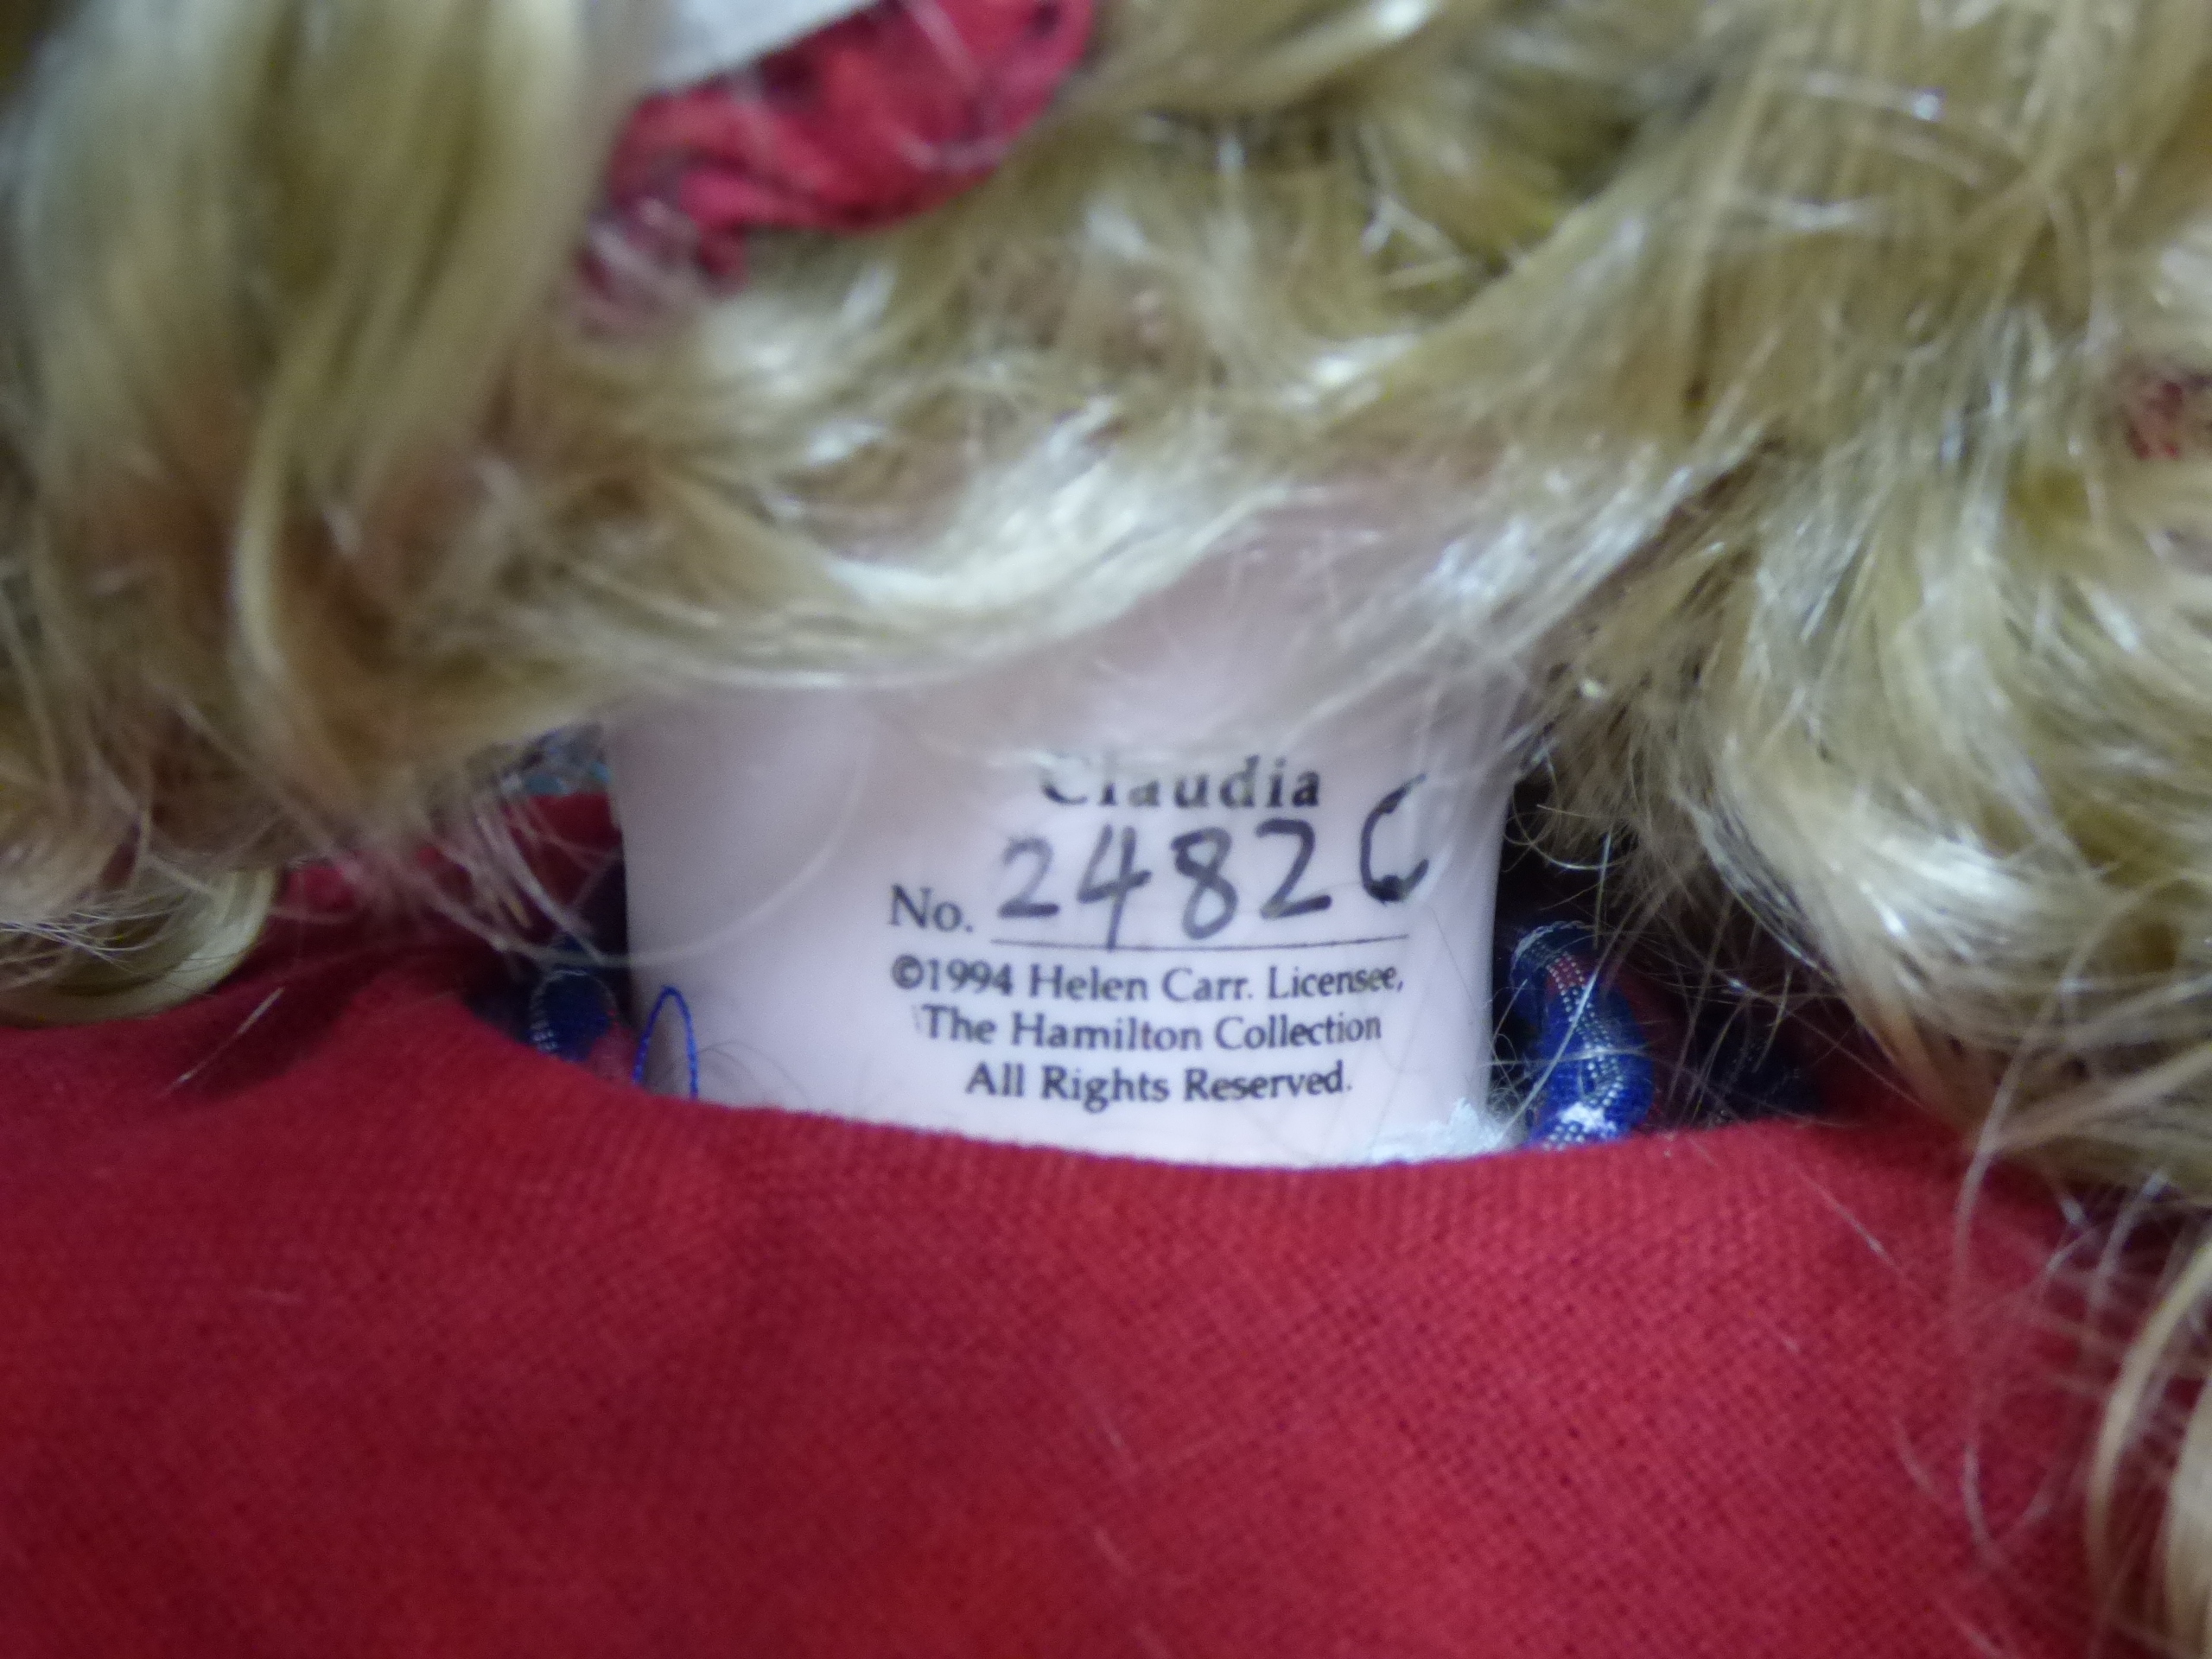 Claudia
No. 2482C
©1994 Helen Carr. Licensee,
The Hamilton Collection
All Rights Reserved.